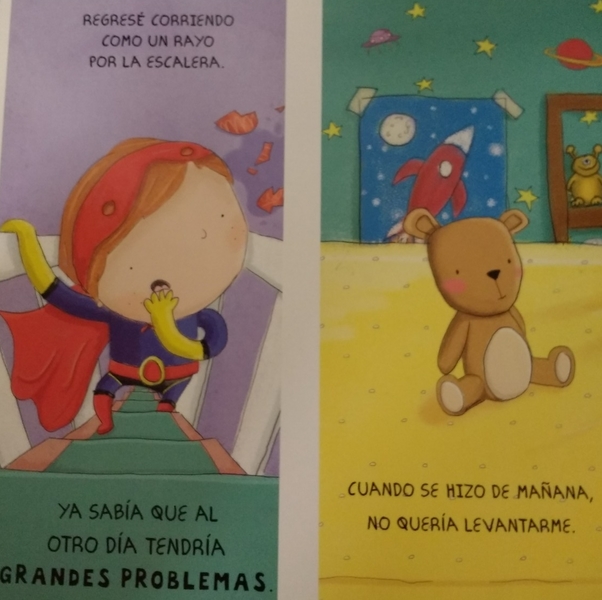 REGRESÉ CORRIENDO
COMO UN RAYO
POR LA ESCALERA.
YA SABÍA QUE AL
OTRO DÍA TENDRÍA
GRANDES PROBLEMAS.
CUANDO SE HIZO DE MAÑANA,
NO QUERÍA LEVANTARME.